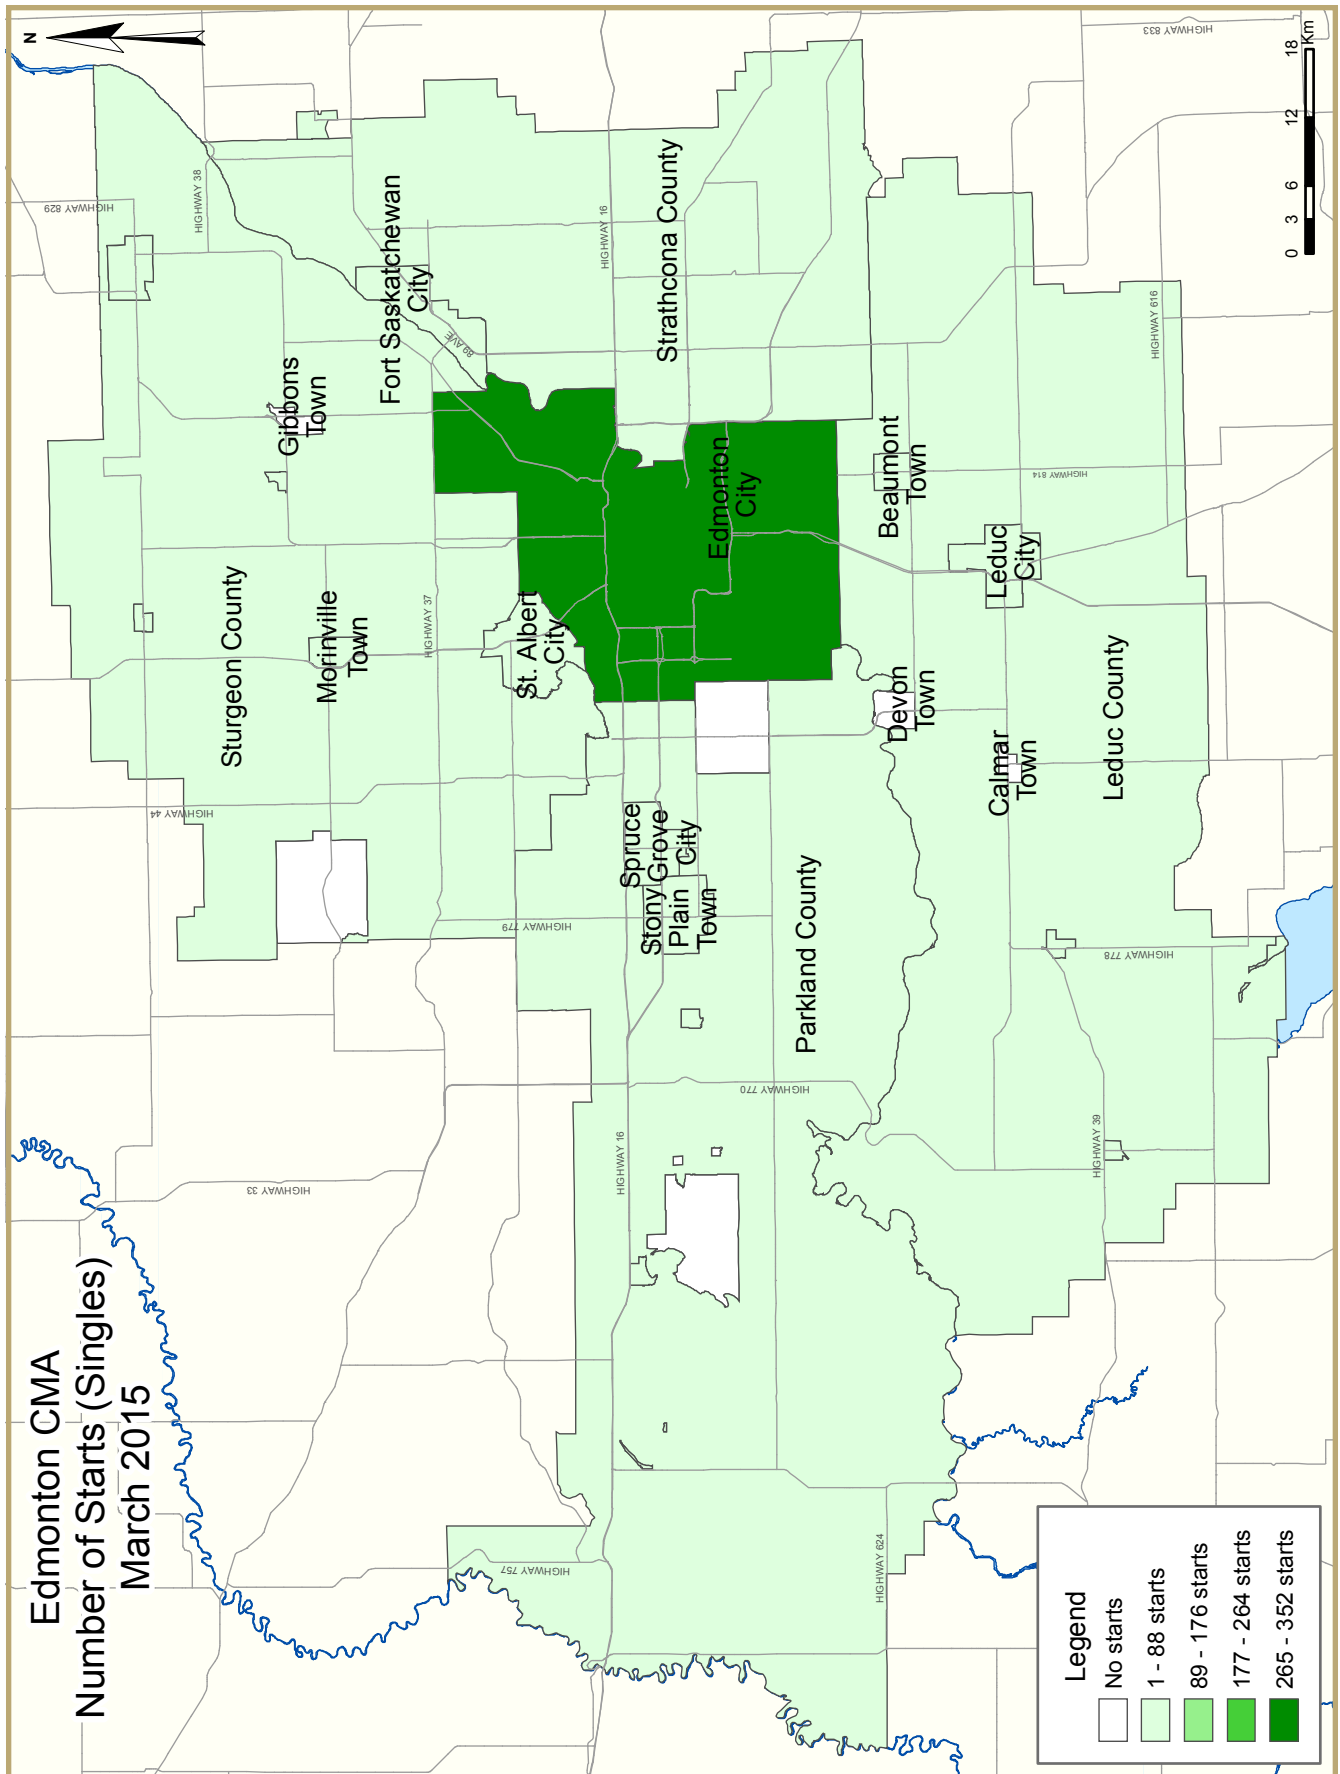 Edmonton CMA
Number of Starts (Singles)
March 2015
N
HIGHWAY 829
HIGHWAY 38
HIGHWAY 833
HIGHWAY 44
HIGHWAY 33
Sturgeon County
Gibbons
Town
Morinville
Town
Fort Saskatchewan
City
HIGHWAY 37
89 AVE
HIGHWAY 779
HIGHWAY 757
St. Albert
City
HIGHWAY 16
HIGHWAY 16
Strathcona County
Spruce
Grove
City
Stony
Plain
Town
Edmonton
City
Parkland County
HIGHWAY 770
HIGHWAY 624
Beaumont
Town
Devon
Town
Leduc
City
Calmar
Town
HIGHWAY 814
Leduc County
HIGHWAY 39
HIGHWAY 778
HIGHWAY 616
Legend
No starts
1 - 88 starts
89 - 176 starts
177 - 264 starts
265 - 352 starts
0 3 6 12 18
Km